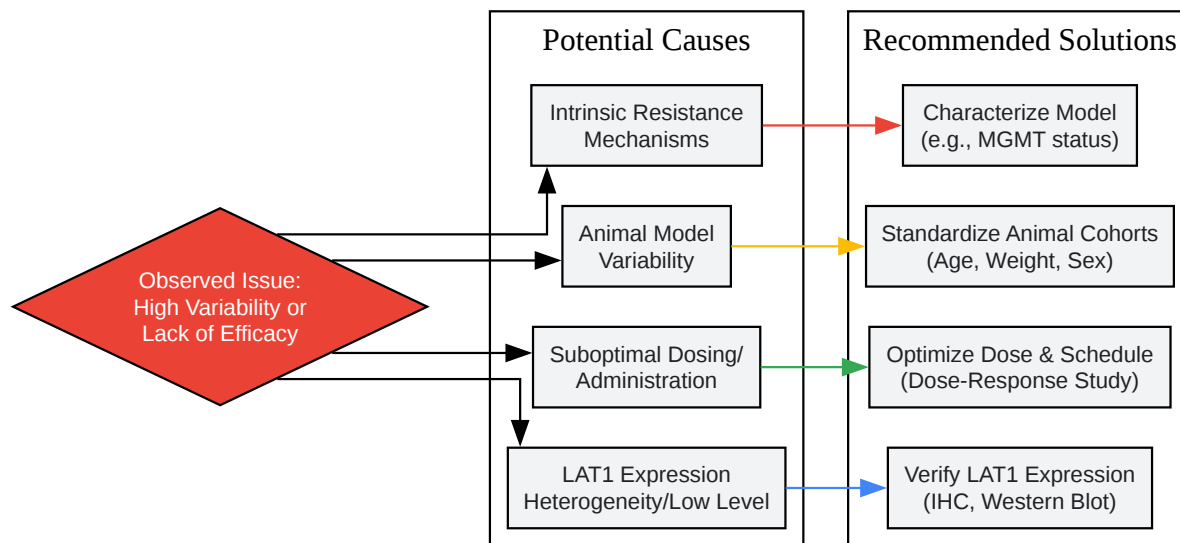 Potential Causes
Recommended Solutions
Observed Issue:
High Variability or
Lack of Efficacy
Intrinsic Resistance
Mechanisms
Characterize Model
(e.g., MGMT status)
Animal Model
Variability
Standardize Animal Cohorts
(Age, Weight, Sex)
Suboptimal Dosing/
Administration
Optimize Dose & Schedule
(Dose-Response Study)
LAT1 Expression
Heterogeneity/Low Level
Verify LAT1 Expression
(IHC, Western Blot)